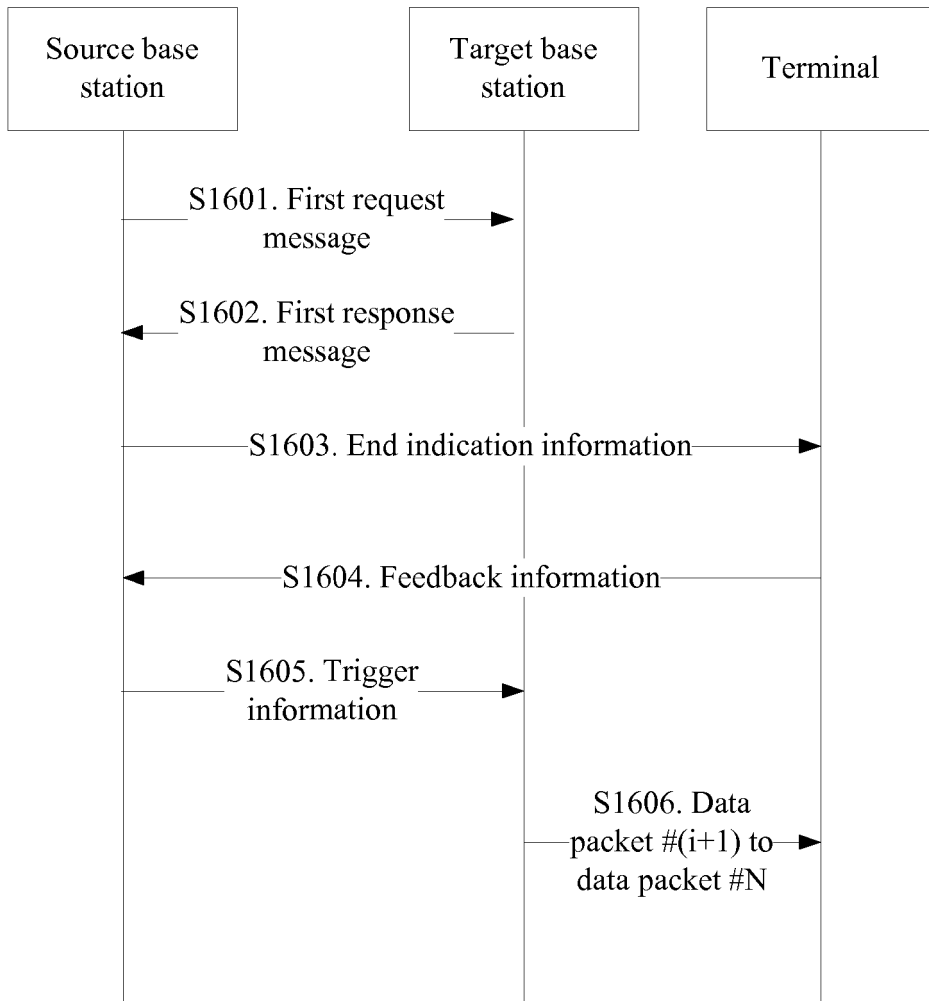 Source base
station
Target base
station
Terminal
S1601. First request
message
S1602. First response
message
S1603. End indication information
S1604. Feedback information
S1605. Trigger
information
S1606. Data
packet #(i+1) to
data packet #N